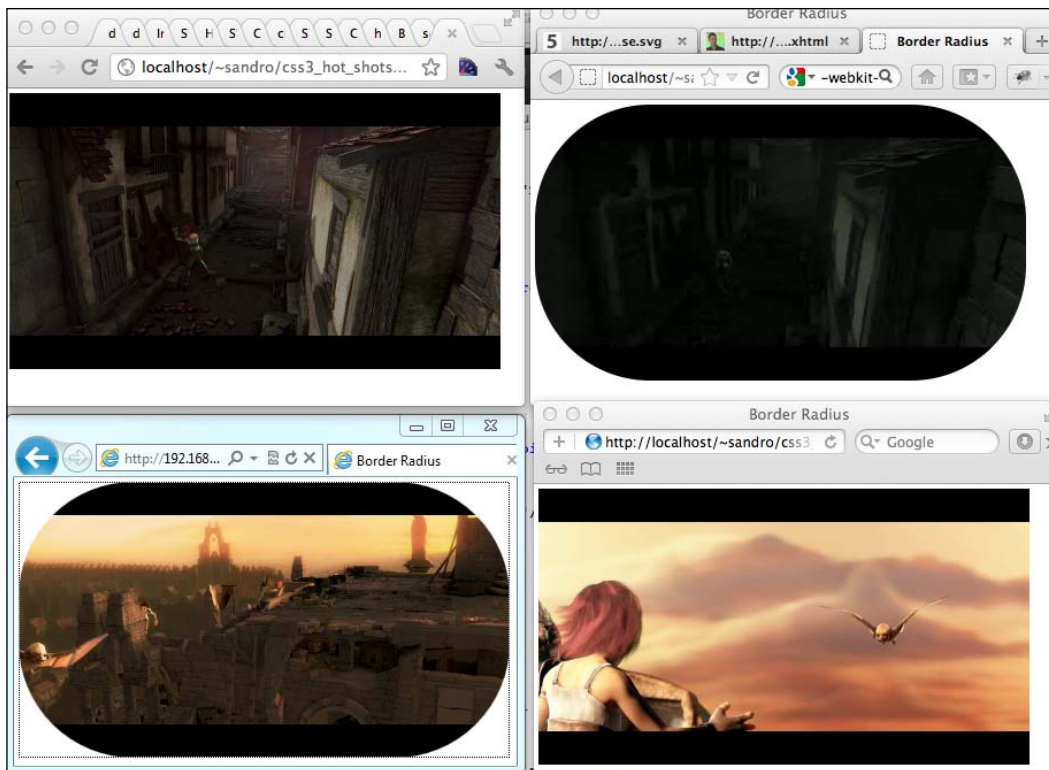 d d Ir S H S C c S S C h B s
localhost/~sandro/css3_hot_shots...
Border Radius
5 http:/...se.svg
http://....xhtml
Border Radius
localhost/~sa
-webkit-
http://192.168...
Border Radius
Border Radius
http://localhost/~sandro/css3
Google